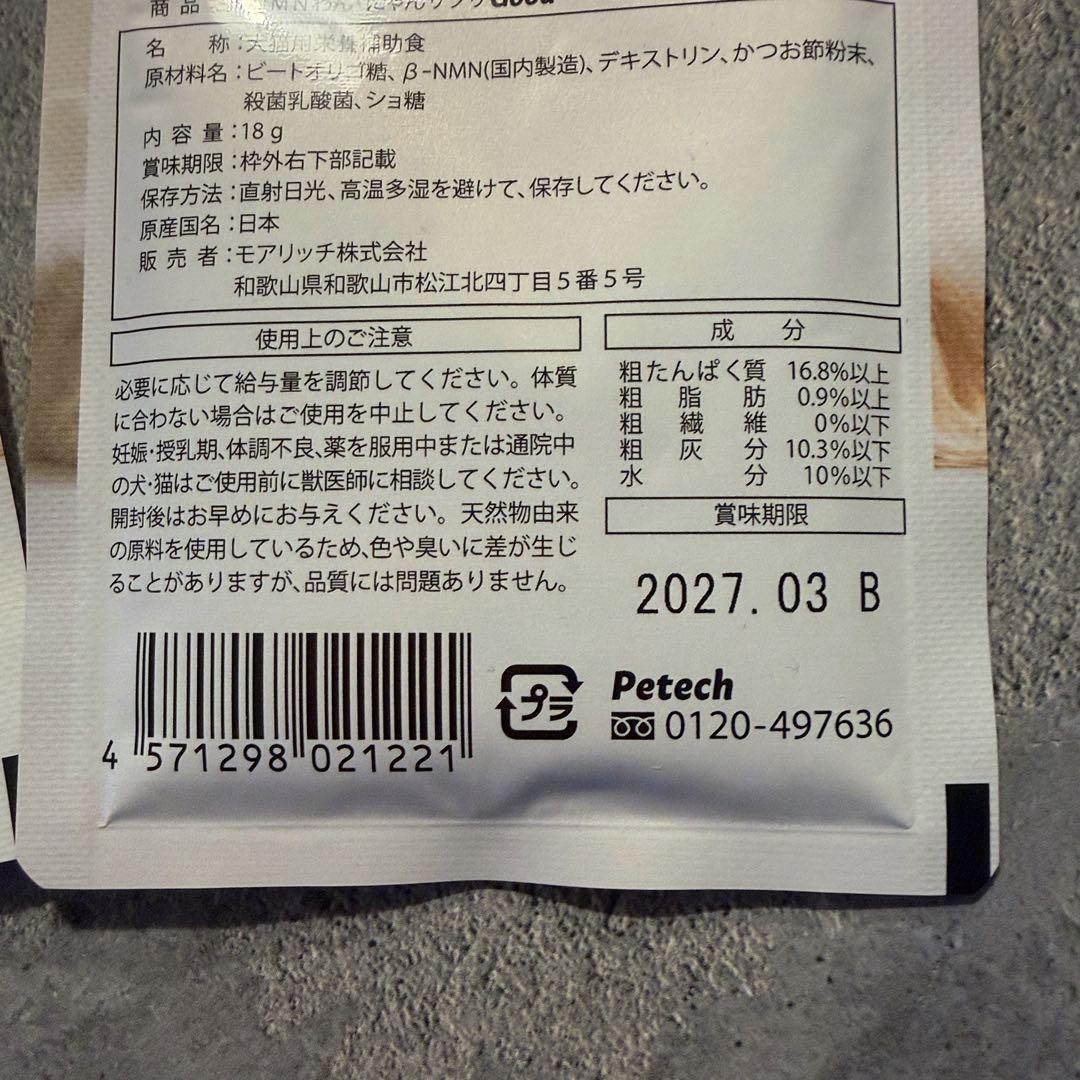 商品
わん・にゃんサプリGood
名称:犬猫用栄養補助食
原材料名:ビートオリゴ糖、β-NMN(国内製造)、デキストリン、かつお節粉末、
殺菌乳酸菌、ショ糖
内容量:18g
賞味期限:枠外右下部記載
保存方法:直射日光、高温多湿を避けて、保存してください。
原産国名:日本
販売者:モアリッチ株式会社
和歌山県和歌山市松江北四丁目5番5号
使用上のご注意
必要に応じて給与量を調節してください。体質
に合わない場合はご使用を中止してください。
妊娠・授乳期、体調不良、薬を服用中または通院中
の犬・猫はご使用前に獣医師に相談してください。
開封後はお早めにお与えください。天然物由来
の原料を使用しているため、色や臭いに差が生じ
ることがありますが、品質には問題ありません。
成分
粗たんぱく質 16.8%以上
粗脂肪 0.9%以上
粗繊維 0%以下
粗灰分 10.3%以下
水分 10%以下
賞味期限
2027.03 B
4 571298 021221
プラ
Petech
0120-497636